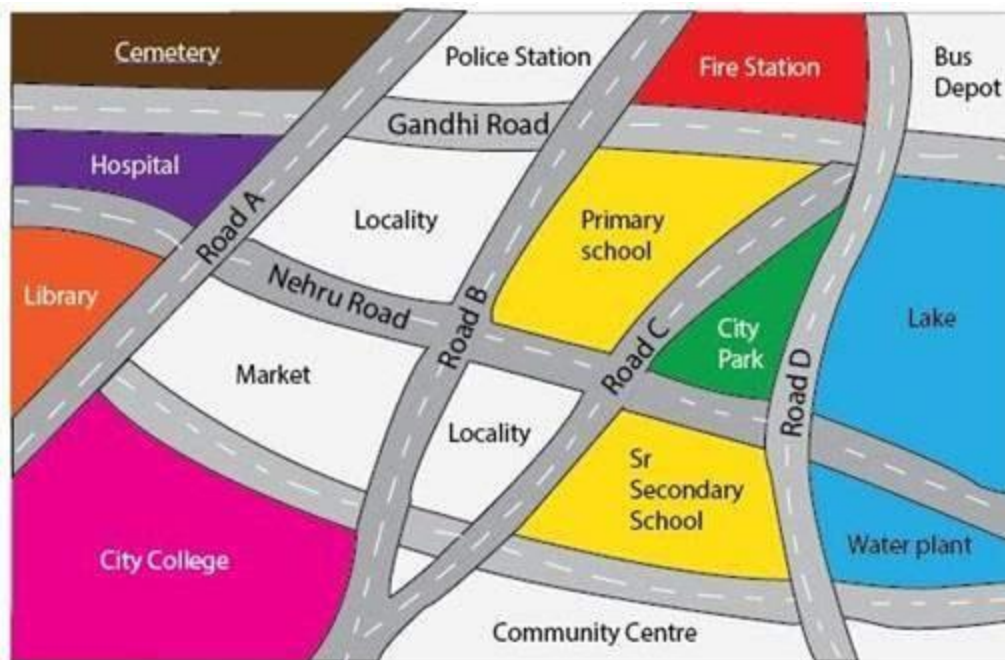 Cemetery
Police Station
Fire Station
Bus
Depot
Gandhi Road
Hospital
Road A
Locality
Primary
school
Library
Nehru Road
Road B
Road C
City
Park
Lake
Road D
Market
Locality
Sr
Secondary
School
City College
Water plant
Community Centre